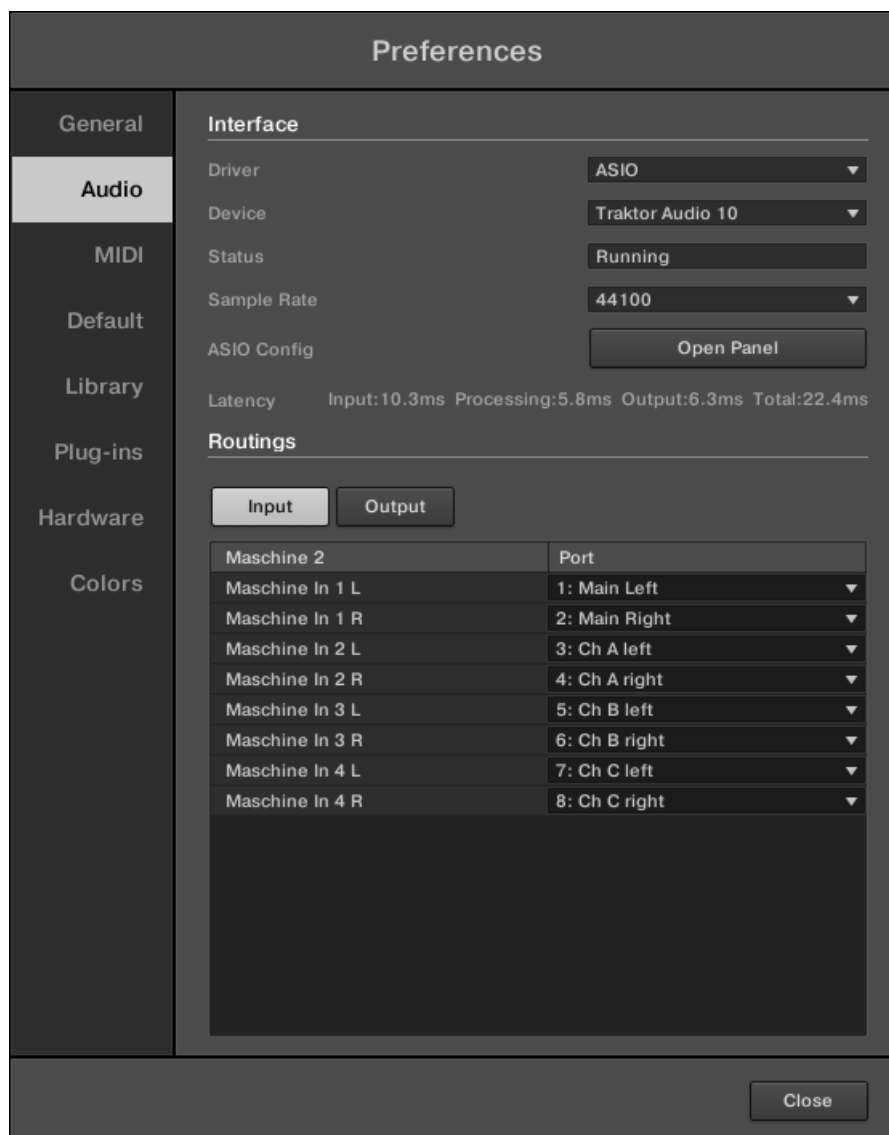 Preferences
General
Audio
MIDI
Default
Library
Plug-ins
Hardware
Colors
Interface
Driver ASIO
Device Traktor Audio 10
Status Running
Sample Rate 44100
ASIO Config Open Panel
Latency Input:10.3ms Processing:5.8ms Output:6.3ms Total:22.4ms
Routings
Input Output
Maschine 2 Port
Maschine In 1 L 1: Main Left
Maschine In 1 R 2: Main Right
Maschine In 2 L 3: Ch A left
Maschine In 2 R 4: Ch A right
Maschine In 3 L 5: Ch B left
Maschine In 3 R 6: Ch B right
Maschine In 4 L 7: Ch C left
Maschine In 4 R 8: Ch C right
Close